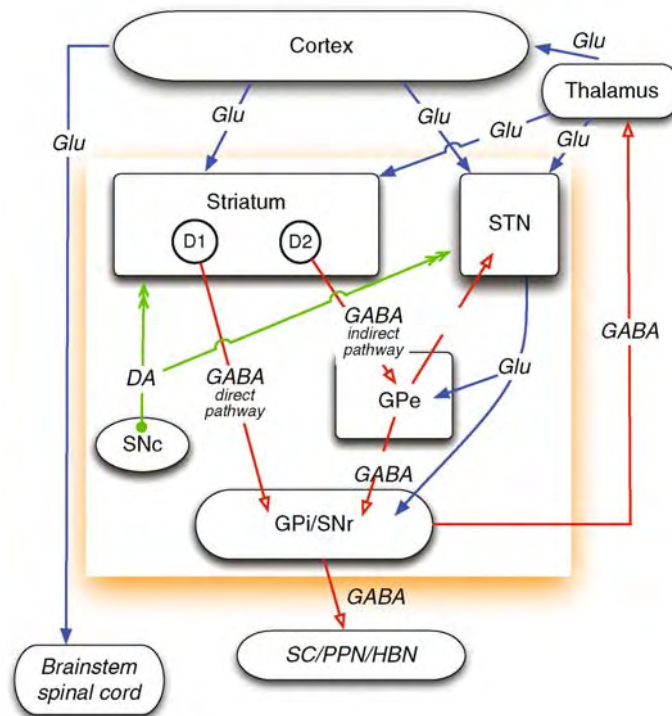 Cortex
Glu
Thalamus
Glu
Glu
Glu
Glu
Glu
Striatum
STN
D1
D2
GABA
indirect
pathway
GABA
DA
GABA
direct
pathway
Glu
GPe
SNc
GABA
GPi/SNr
GABA
SC/PPN/HBN
Brainstem
spinal cord